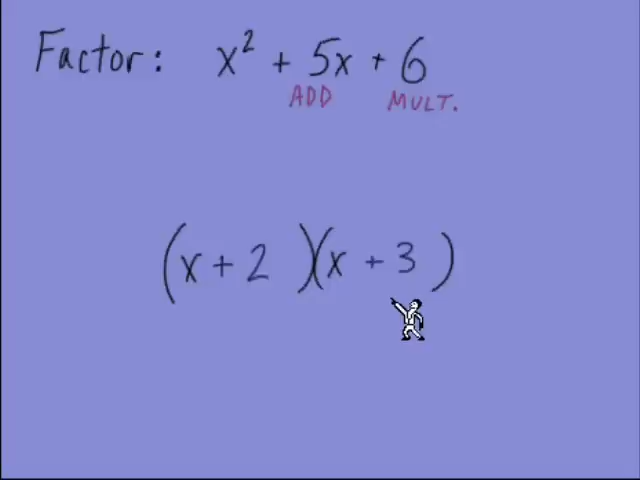 Factor: x² + 5x + 6
ADD MULT.
(x + 2 )(x + 3 )